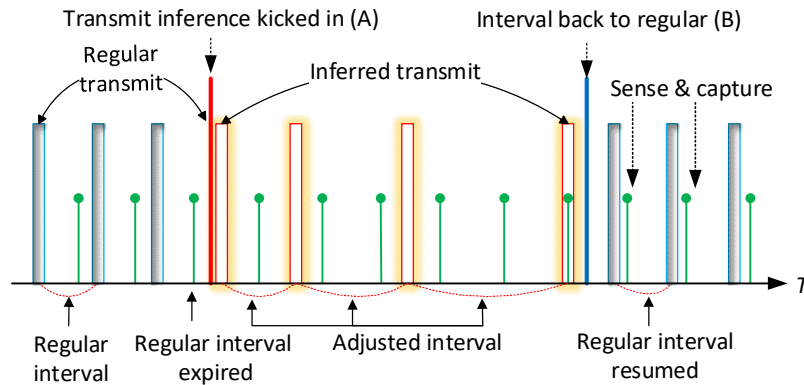 Transmit inference kicked in (A)
Interval back to regular (B)
Regular
transmit
Inferred transmit
Sense & capture
T
Regular
interval
Regular interval
expired
Adjusted interval
Regular interval
resumed